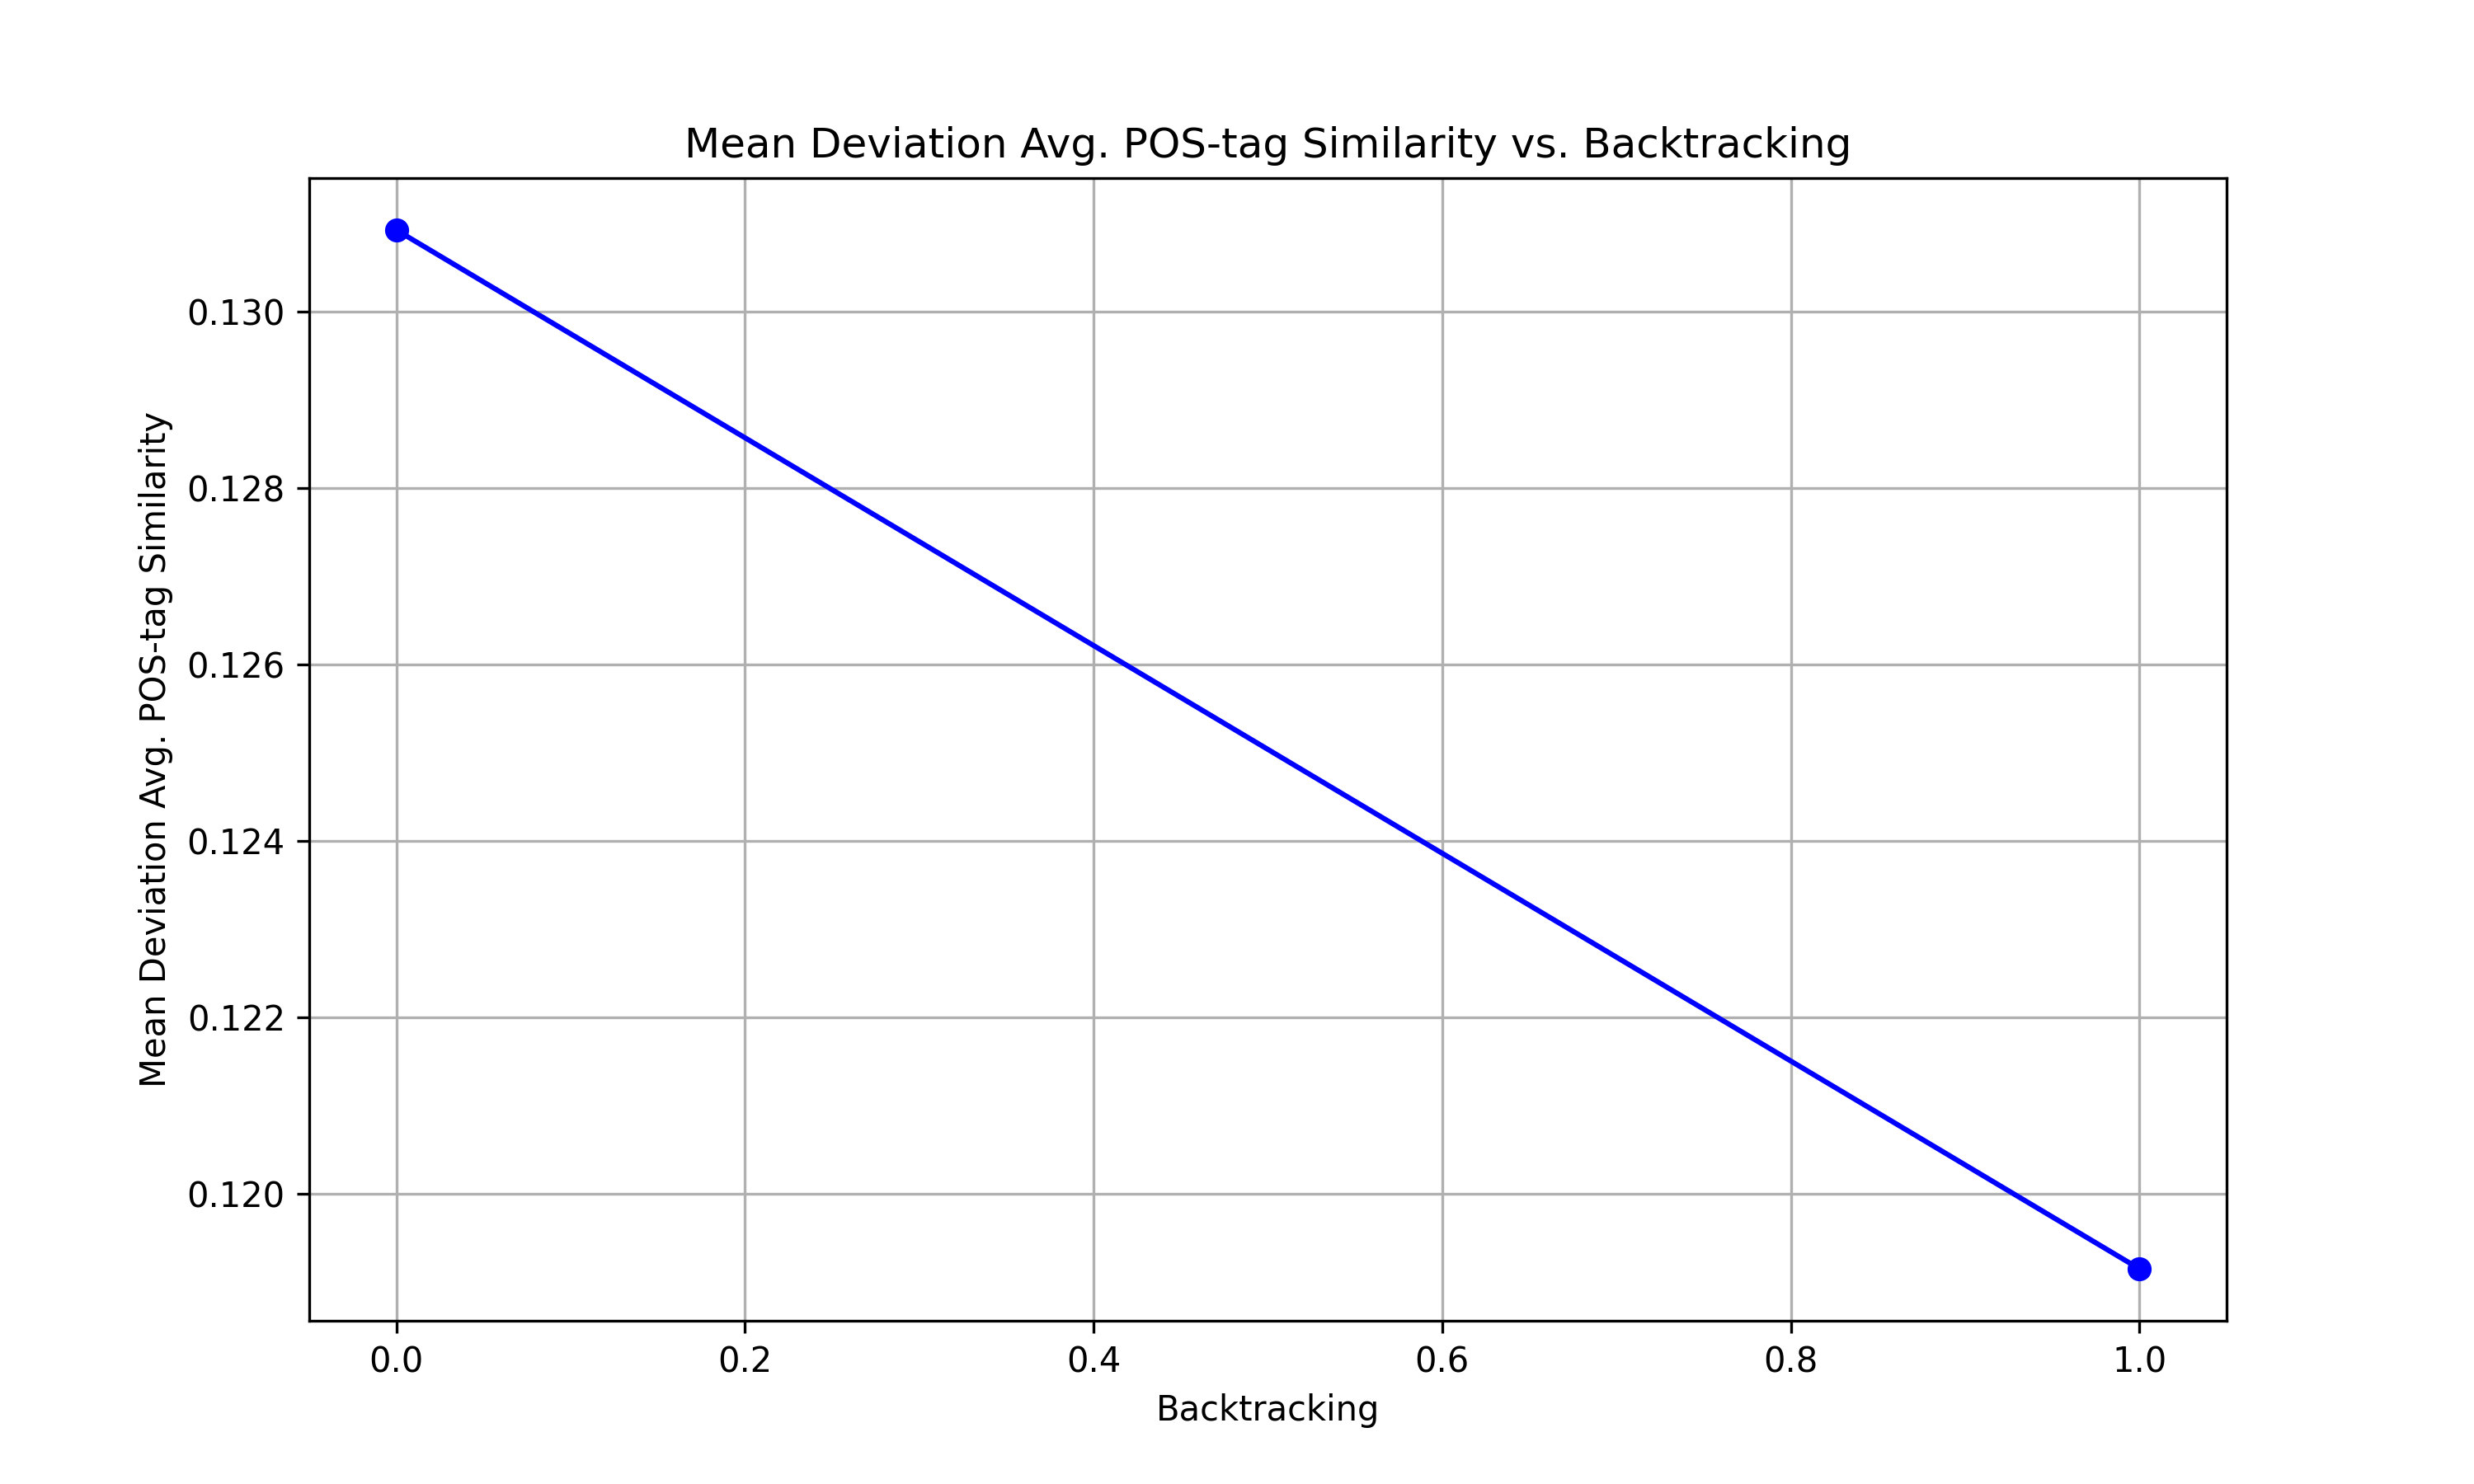 Mean Deviation Avg. POS-tag Similarity vs. Backtracking
Mean Deviation Avg. POS-tag Similarity
0.130
0.128
0.126
0.124
0.122
0.120
0.0 0.2 0.4 0.6 0.8 1.0
Backtracking